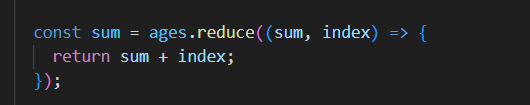 const sum = ages.reduce((sum, index) => {
return sum + index;
});